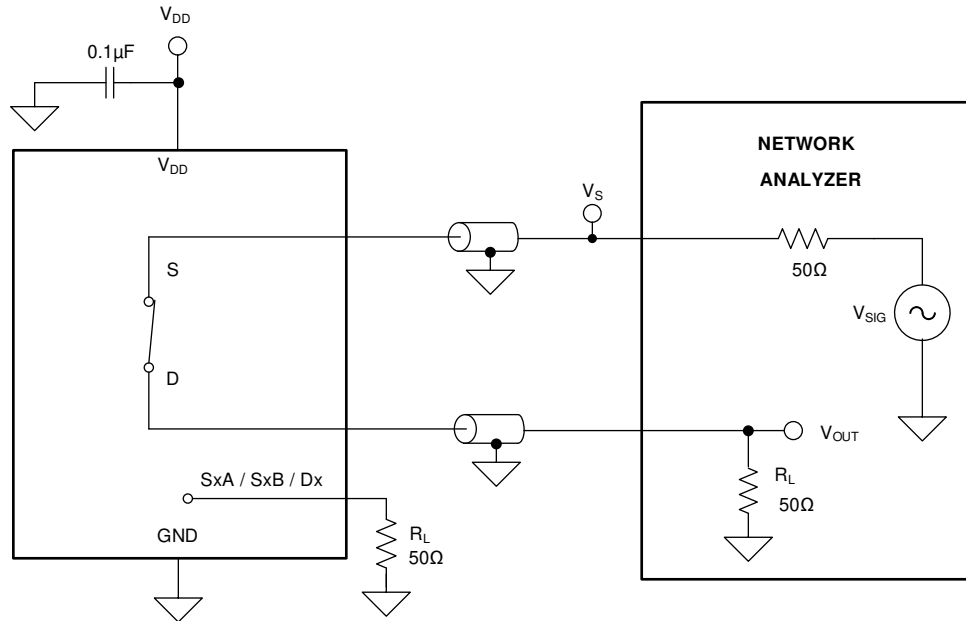 V_DD
0.1µF
V_DD
NETWORK
ANALYZER
V_S
50Ω
S
V_SIG
D
V_OUT
SxA / SxB / Dx
R_L
50Ω
GND
R_L
50Ω